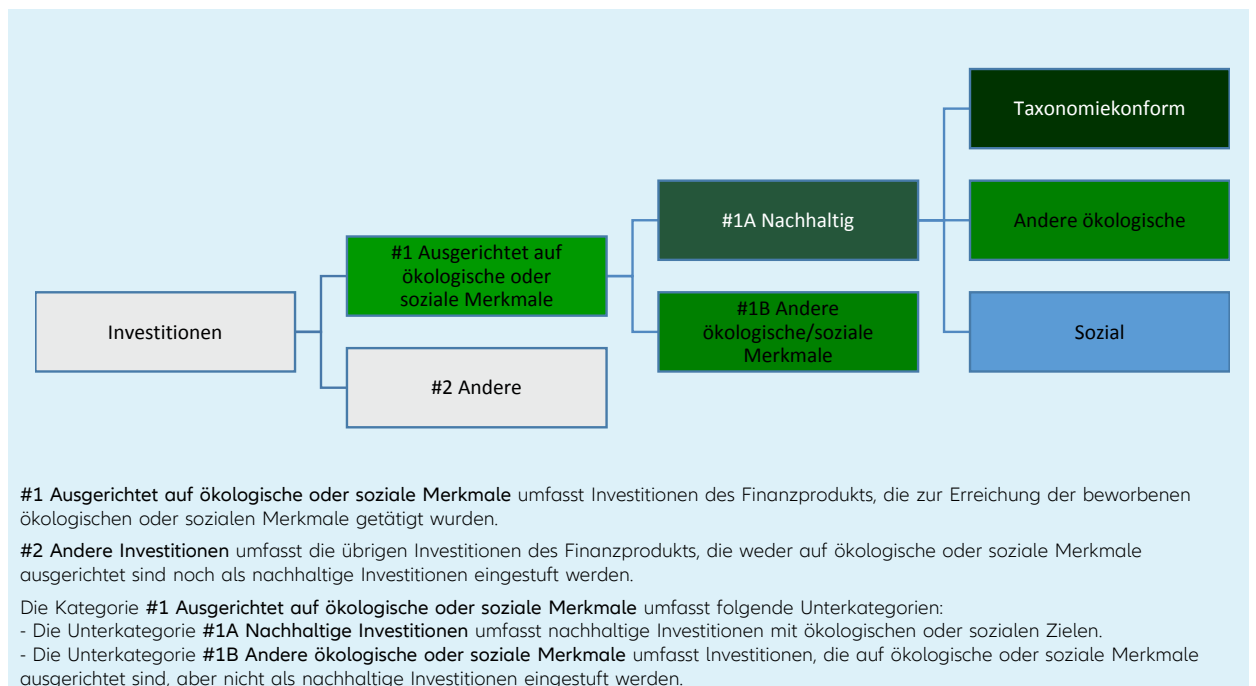 Taxonomiekonform
#1A Nachhaltig
Andere ökologische
#1 Ausgerichtet auf
ökologische oder
soziale Merkmale
#1B Andere
ökologische/soziale
Merkmale
Investitionen
Sozial
#2 Andere
#1 Ausgerichtet auf ökologische oder soziale Merkmale umfasst Investitionen des Finanzprodukts, die zur Erreichung der beworbenen
ökologischen oder sozialen Merkmale getätigt wurden.
#2 Andere Investitionen umfasst die übrigen Investitionen des Finanzprodukts, die weder auf ökologische oder soziale Merkmale
ausgerichtet sind noch als nachhaltige Investitionen eingestuft werden.
Die Kategorie #1 Ausgerichtet auf ökologische oder soziale Merkmale umfasst folgende Unterkategorien:
- Die Unterkategorie #1A Nachhaltige Investitionen umfasst nachhaltige Investitionen mit ökologischen oder sozialen Zielen.
- Die Unterkategorie #1B Andere ökologische oder soziale Merkmale umfasst Investitionen, die auf ökologische oder soziale Merkmale
ausgerichtet sind, aber nicht als nachhaltige Investitionen eingestuft werden.